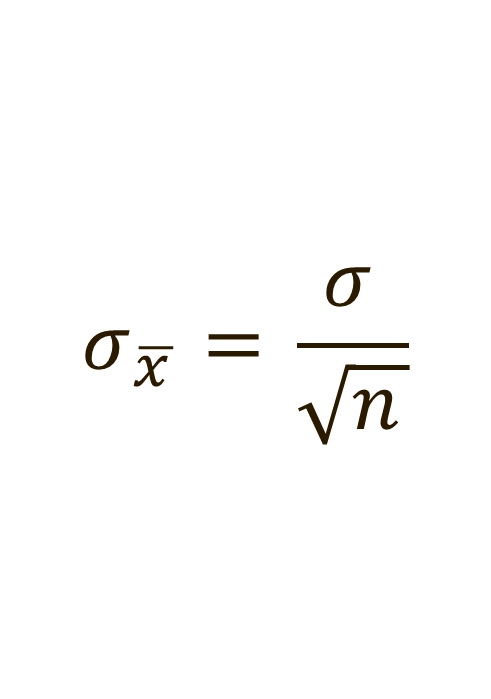 σ_x̅ = σ/√n